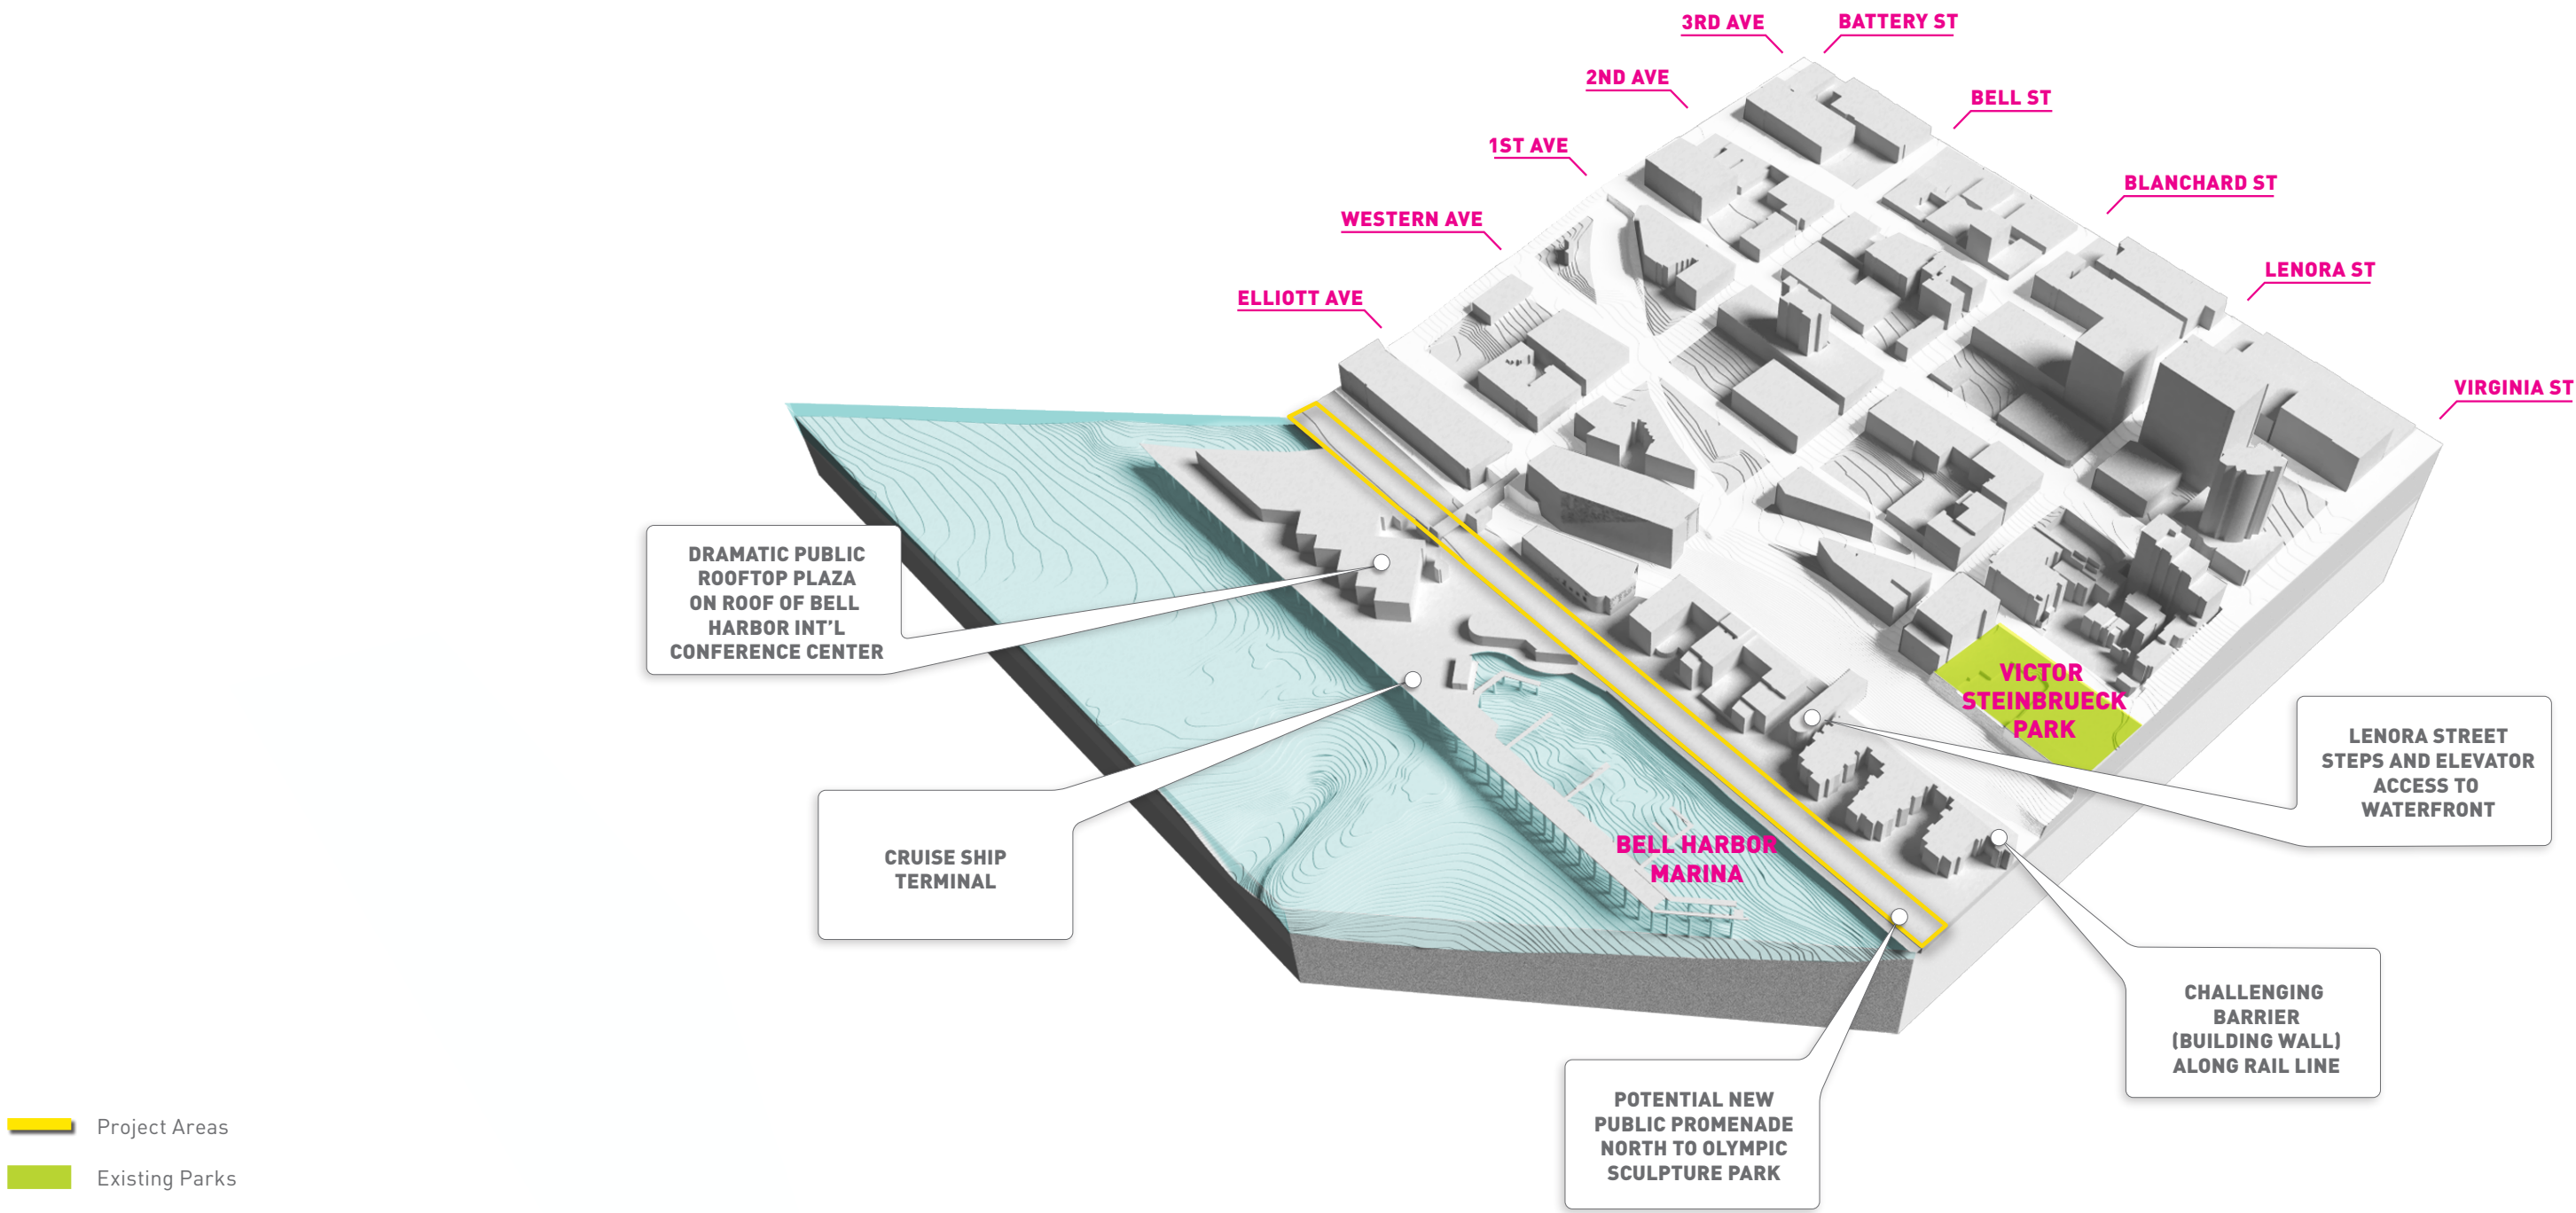 3RD AVE
BATTERY ST
2ND AVE
BELL ST
1ST AVE
BLANCHARD ST
WESTERN AVE
LENORA ST
ELLIOTT AVE
VIRGINIA ST
DRAMATIC PUBLIC
ROOFTOP PLAZA
ON ROOF OF BELL
HARBOR INT’L
CONFERENCE CENTER
VICTOR
STEINBRUECK
PARK
LENORA STREET
STEPS AND ELEVATOR
ACCESS TO
WATERFRONT
CRUISE SHIP
TERMINAL
BELL HARBOR
MARINA
CHALLENGING
BARRIER
(BUILDING WALL)
ALONG RAIL LINE
POTENTIAL NEW
PUBLIC PROMENADE
NORTH TO OLYMPIC
SCULPTURE PARK
Project Areas
Existing Parks